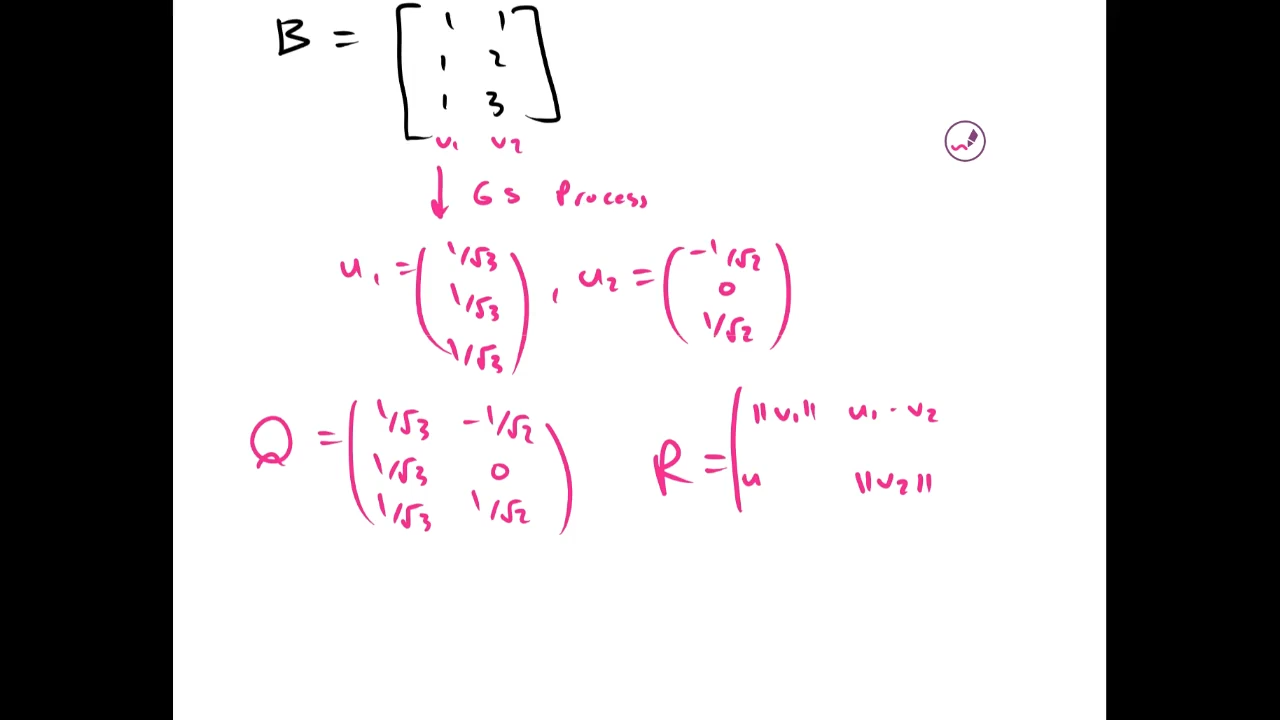 B = [ 1 1
1 2
1 3 ]
v₁ v₂
↓ GS Process
u₁ = ( 1/√3 1/√3 1/√3 ) , u₂ = ( -1/√2 0 1/√2 )
Q = ( 1/√3 -1/√2
1/√3 0
1/√3 1/√2 )
R = ( ||v₁|| u₁ · v₂
u ||v₂||